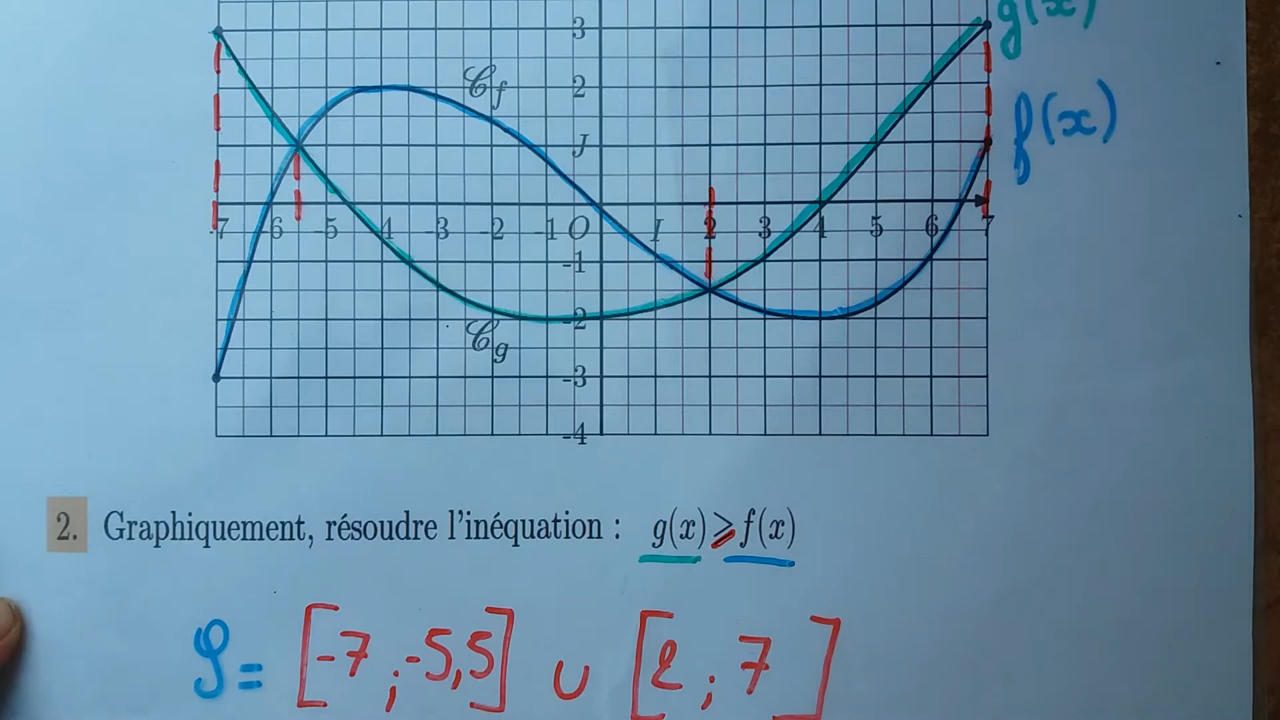 g(x)
3
𝒞f
2
f(x)
J
-7 -6 -5 -4 -3 -2 -1 O I 2 3 4 5 6 7
-1
-2
𝒞g
-3
-4
2. Graphiquement, résoudre l'inéquation : g(x)⩾f(x)
𝒮= [-7 ; -5,5] ∪ [2 ; 7]